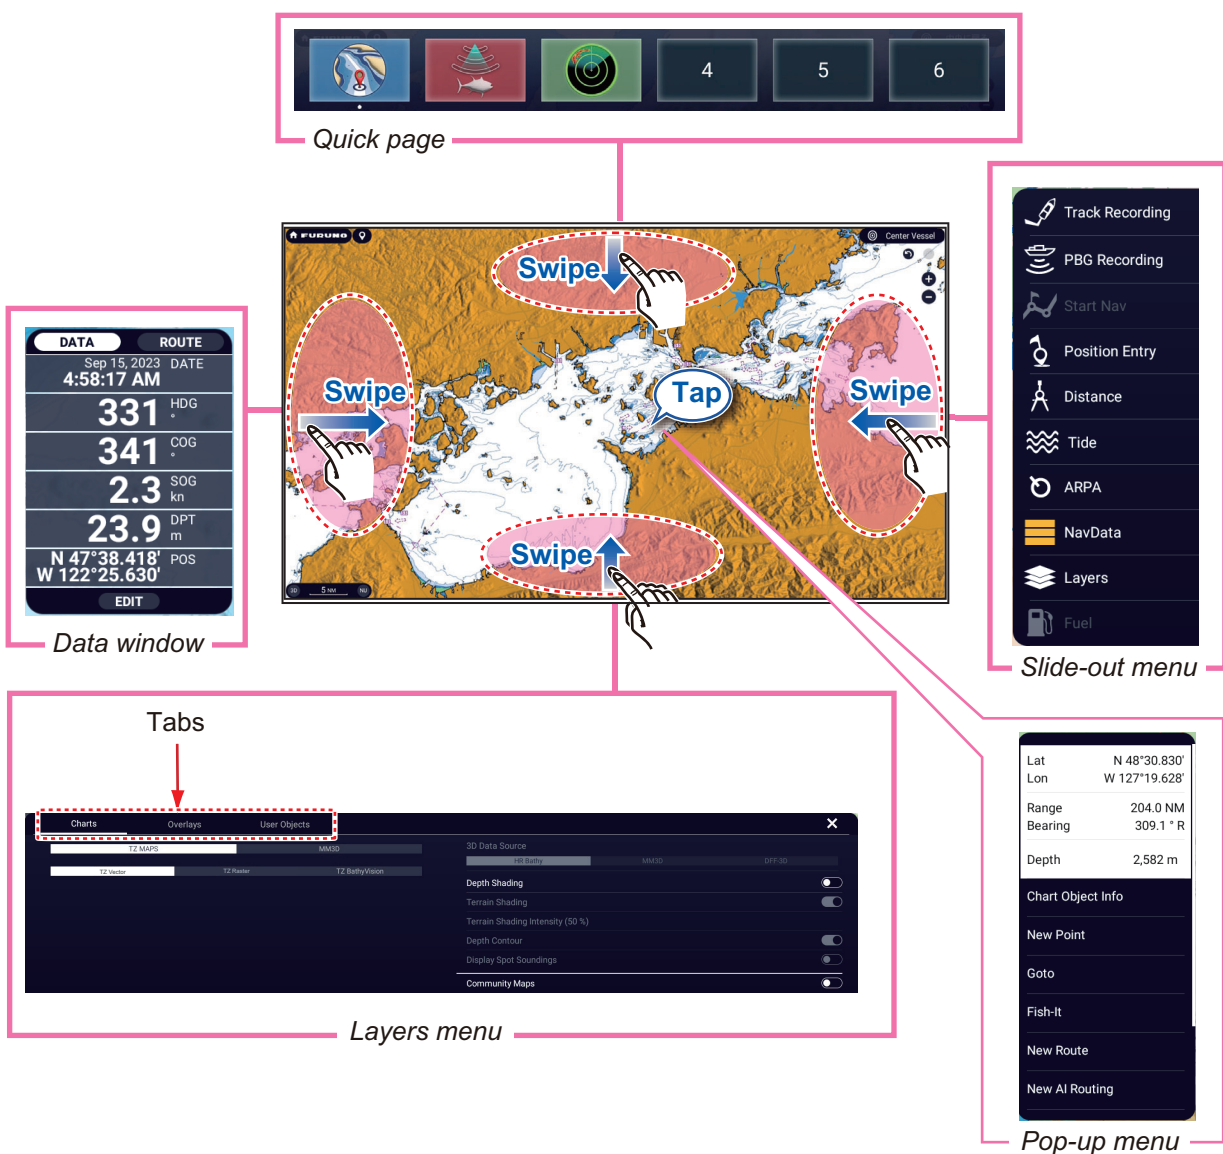 4 5 6
Quick page
FURUNO
Center Vessel
Swipe
Swipe
Tap
Swipe
Swipe
3D 5 NM NU
DATA ROUTE
Sep 15, 2023 DATE
4:58:17 AM
331 HDG °
341 COG °
2.3 SOG kn
23.9 DPT m
N 47°38.418' POS
W 122°25.630'
EDIT
Data window
Track Recording
PBG Recording
Start Nav
Position Entry
Distance
Tide
ARPA
NavData
Layers
Fuel
Slide-out menu
Tabs
Charts Overlays User Objects
TZ MAPS MM3D
TZ Vector TZ Raster TZ BathyVision
3D Data Source
HR Bathy MM3D DFF-3D
Depth Shading
Terrain Shading
Terrain Shading Intensity (50 %)
Depth Contour
Display Spot Soundings
Community Maps
Layers menu
Lat N 48°30.830'
Lon W 127°19.628'
Range 204.0 NM
Bearing 309.1 ° R
Depth 2,582 m
Chart Object Info
New Point
Goto
Fish-It
New Route
New AI Routing
Pop-up menu